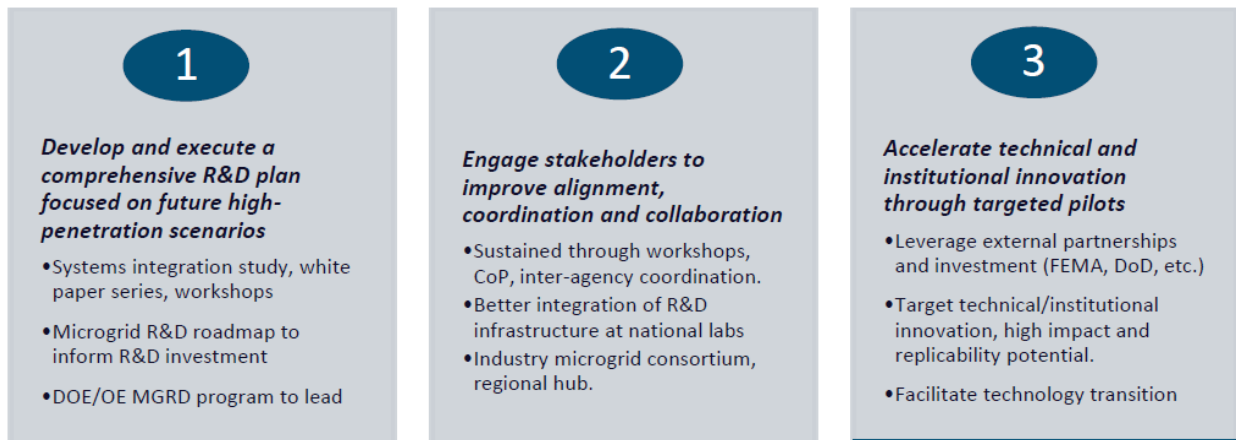 1
Develop and execute a
comprehensive R&D plan
focused on future high-
penetration scenarios
•Systems integration study, white
paper series, workshops
•Microgrid R&D roadmap to
inform R&D investment
•DOE/OE MGRD program to lead
2
Engage stakeholders to
improve alignment,
coordination and collaboration
•Sustained through workshops,
CoP, inter-agency coordination.
•Better integration of R&D
infrastructure at national labs
•Industry microgrid consortium,
regional hub.
3
Accelerate technical and
institutional innovation
through targeted pilots
•Leverage external partnerships
and investment (FEMA, DoD, etc.)
•Target technical/institutional
innovation, high impact and
replicability potential.
•Facilitate technology transition